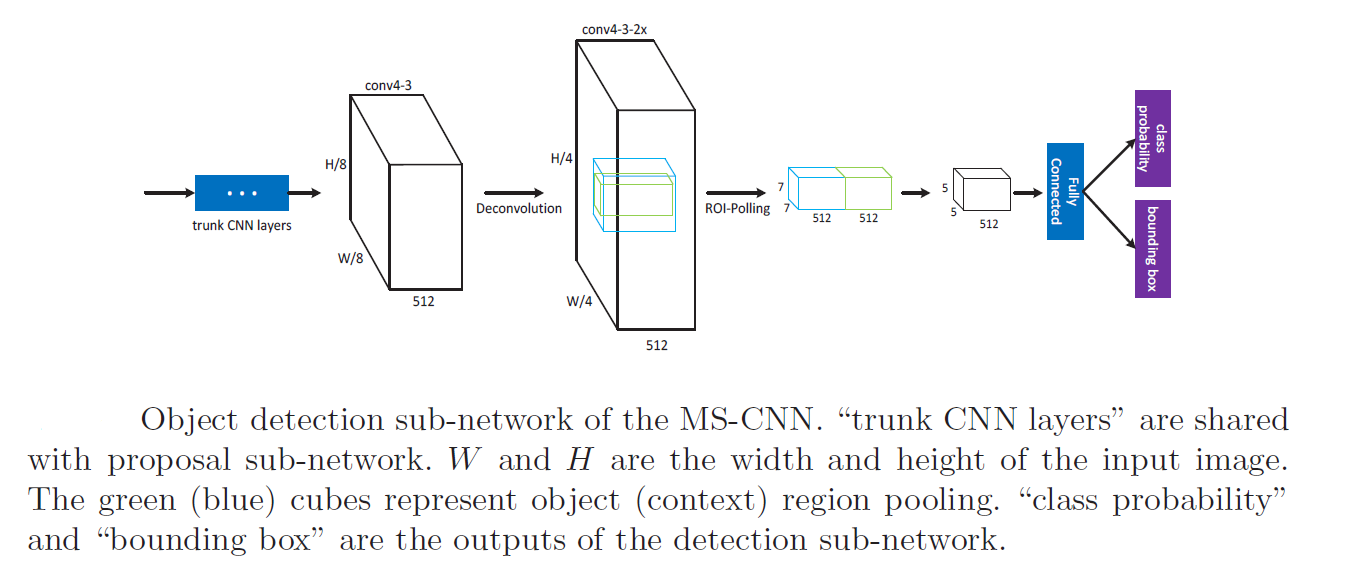 conv4-3-2x
conv4-3
H/8
W/8
512
trunk CNN layers
Deconvolution
H/4
W/4
512
ROI-Polling
7
7
512
512
5
5
512
Fully
Connected
class
probability
bounding box
Object detection sub-network of the MS-CNN. “trunk CNN layers” are shared
with proposal sub-network. W and H are the width and height of the input image.
The green (blue) cubes represent object (context) region pooling. “class probability”
and “bounding box” are the outputs of the detection sub-network.